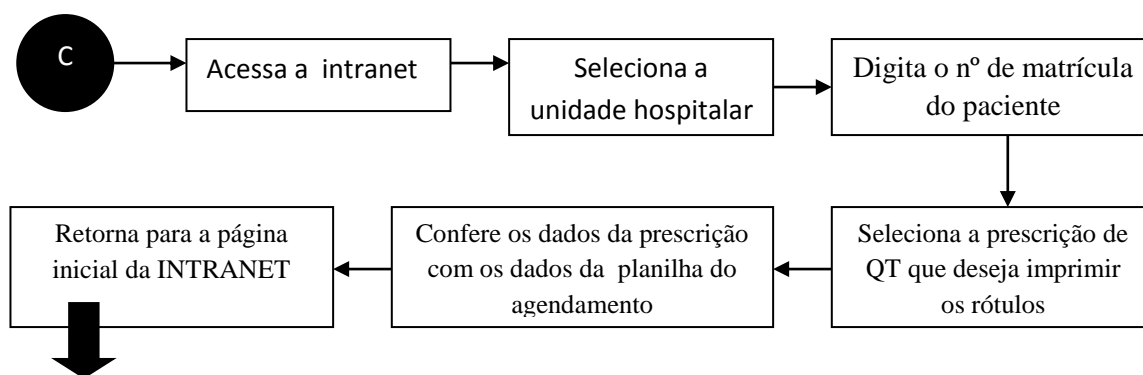 C
Acessa a intranet
Seleciona a
unidade hospitalar
Digita o nº de matrícula
do paciente
Seleciona a prescrição de
QT que deseja imprimir
os rótulos
Confere os dados da prescrição
com os dados da planilha do
agendamento
Retorna para a página
inicial da INTRANET